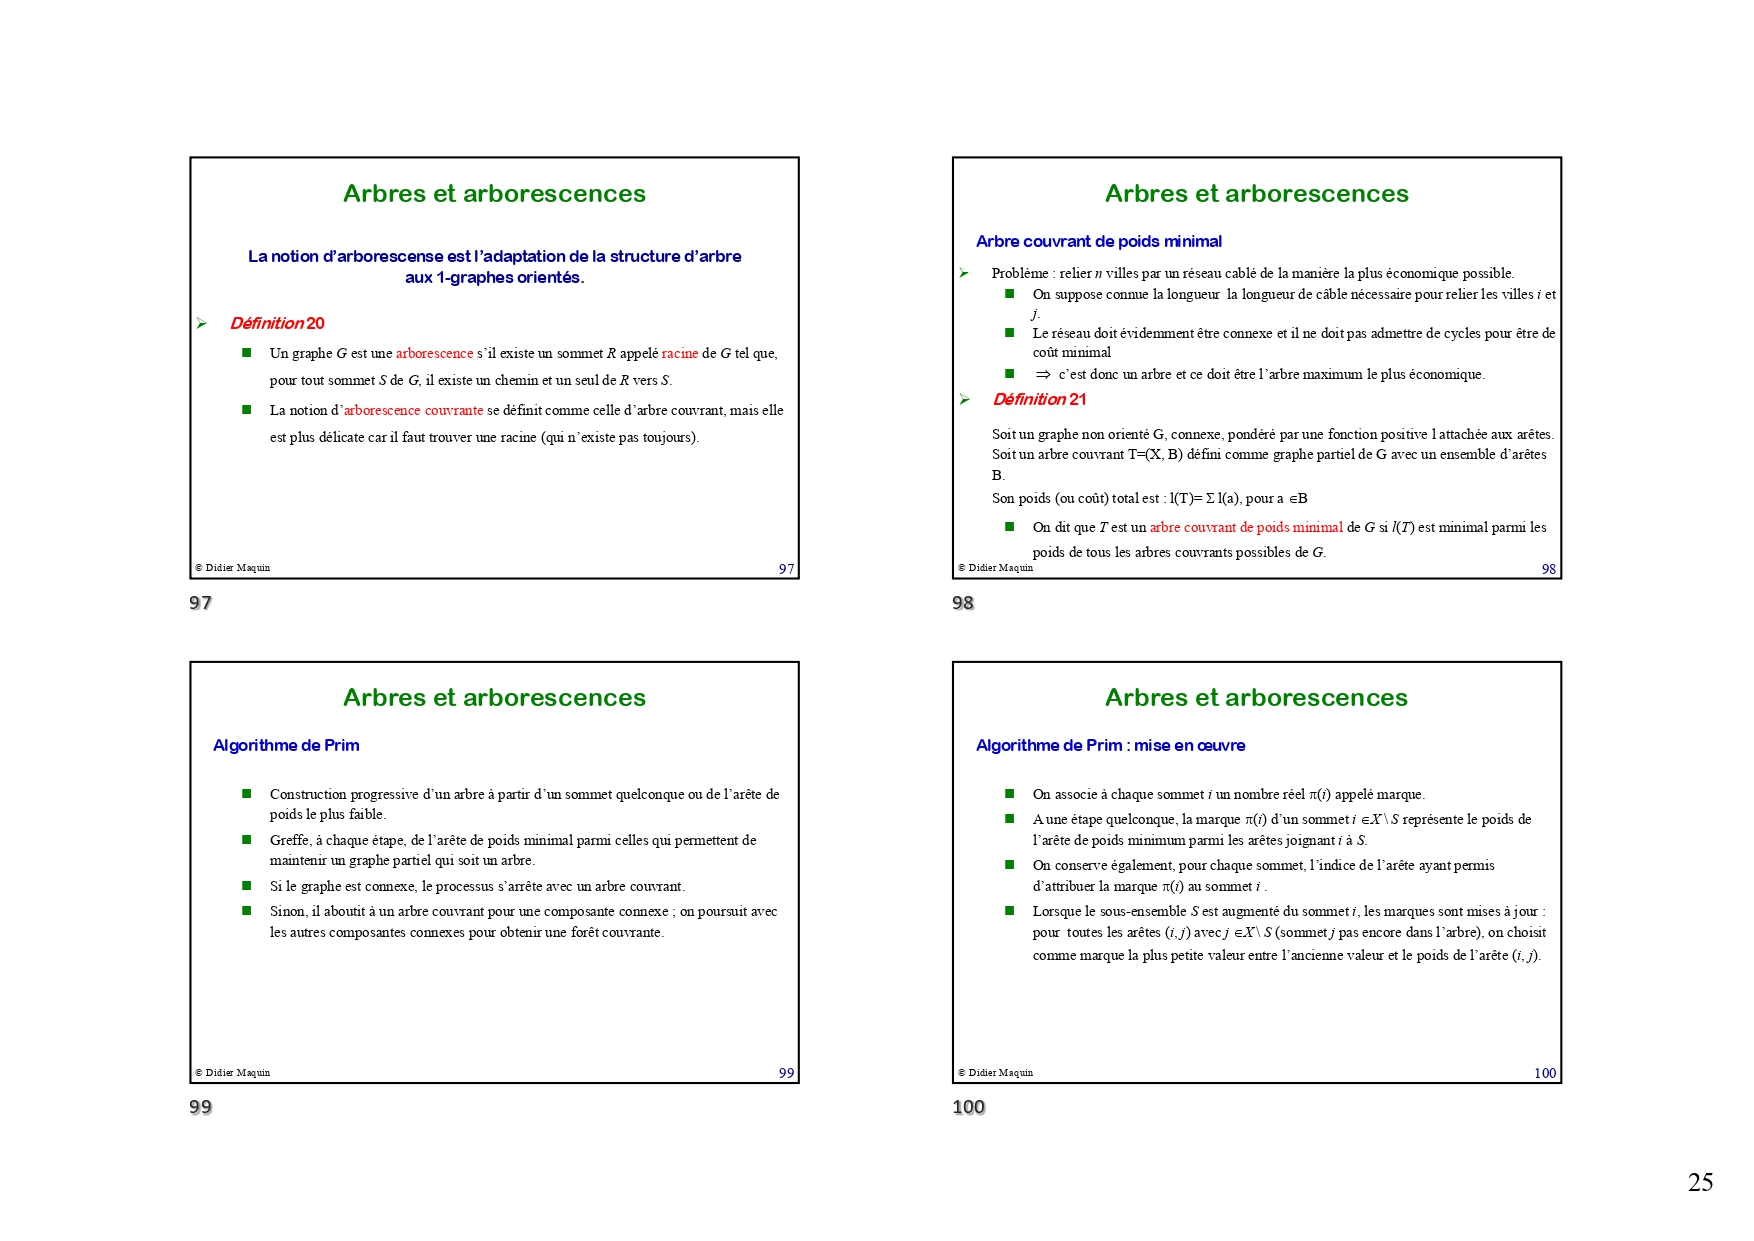 Arbres et arborescences
La notion d’arborescense est l’adaptation de la structure d’arbre
aux 1-graphes orientés.
➢ Définition 20
■ Un graphe G est une arborescence s’il existe un sommet R appelé racine de G tel que,
pour tout sommet S de G, il existe un chemin et un seul de R vers S.
■ La notion d’arborescence couvrante se définit comme celle d’arbre couvrant, mais elle
est plus délicate car il faut trouver une racine (qui n’existe pas toujours).
© Didier Maquin
97
97
Arbres et arborescences
Arbre couvrant de poids minimal
➢ Problème : relier n villes par un réseau cablé de la manière la plus économique possible.
■ On suppose connue la longueur la longueur de câble nécessaire pour relier les villes i et
j.
■ Le réseau doit évidemment être connexe et il ne doit pas admettre de cycles pour être de
coût minimal
■ ⇒ c’est donc un arbre et ce doit être l’arbre maximum le plus économique.
➢ Définition 21
Soit un graphe non orienté G, connexe, pondéré par une fonction positive l attachée aux arêtes.
Soit un arbre couvrant T=(X, B) défini comme graphe partiel de G avec un ensemble d’arêtes
B.
Son poids (ou coût) total est : l(T)= Σ l(a), pour a ∈B
■ On dit que T est un arbre couvrant de poids minimal de G si l(T) est minimal parmi les
poids de tous les arbres couvrants possibles de G.
© Didier Maquin
98
98
Arbres et arborescences
Algorithme de Prim
■ Construction progressive d’un arbre à partir d’un sommet quelconque ou de l’arête de
poids le plus faible.
■ Greffe, à chaque étape, de l’arête de poids minimal parmi celles qui permettent de
maintenir un graphe partiel qui soit un arbre.
■ Si le graphe est connexe, le processus s’arrête avec un arbre couvrant.
■ Sinon, il aboutit à un arbre couvrant pour une composante connexe ; on poursuit avec
les autres composantes connexes pour obtenir une forêt couvrante.
© Didier Maquin
99
99
Arbres et arborescences
Algorithme de Prim : mise en œuvre
■ On associe à chaque sommet i un nombre réel π(i) appelé marque.
■ A une étape quelconque, la marque π(i) d’un sommet i ∈X \ S représente le poids de
l’arête de poids minimum parmi les arêtes joignant i à S.
■ On conserve également, pour chaque sommet, l’indice de l’arête ayant permis
d’attribuer la marque π(i) au sommet i .
■ Lorsque le sous-ensemble S est augmenté du sommet i, les marques sont mises à jour :
pour toutes les arêtes (i, j) avec j ∈X \ S (sommet j pas encore dans l’arbre), on choisit
comme marque la plus petite valeur entre l’ancienne valeur et le poids de l’arête (i, j).
© Didier Maquin
100
100
25